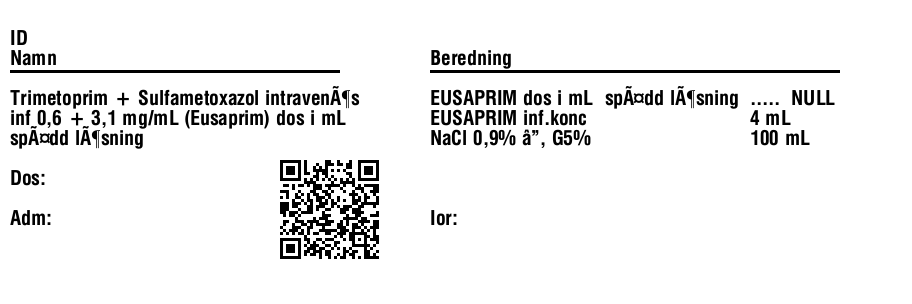 ID
Namn
Trimetoprim + Sulfametoxazol intravenÃ¶s
inf 0,6 + 3,1 mg/mL (Eusaprim) dos i mL
spÃ¤dd lÃ¶sning
Dos:
Adm:
Beredning
EUSAPRIM dos i mL spÃ¤dd lÃ¶sning ..... NULL
EUSAPRIM inf.konc 4 mL
NaCl 0,9% â”, G5% 100 mL
Ior: